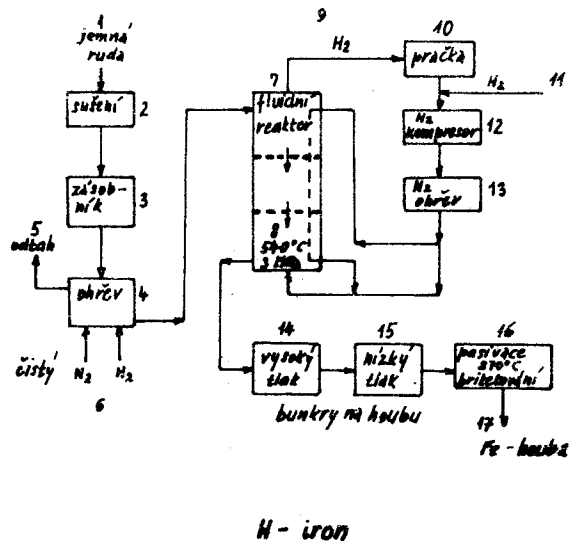 1
jemná
ruda
sušení
2
zásob-
ník
3
5
odtah
ohřev
4
čistý
N2
H2
6
7
fluidní
reaktor
8
540°C
9
H2
10
pračka
H2
11
H2
kompresor
12
H2
ohřev
13
14
vysoký
tlak
15
nízký
tlak
bunkry na houbu
16
pasivace
870°C
briketování
17
Fe-houba
H - iron